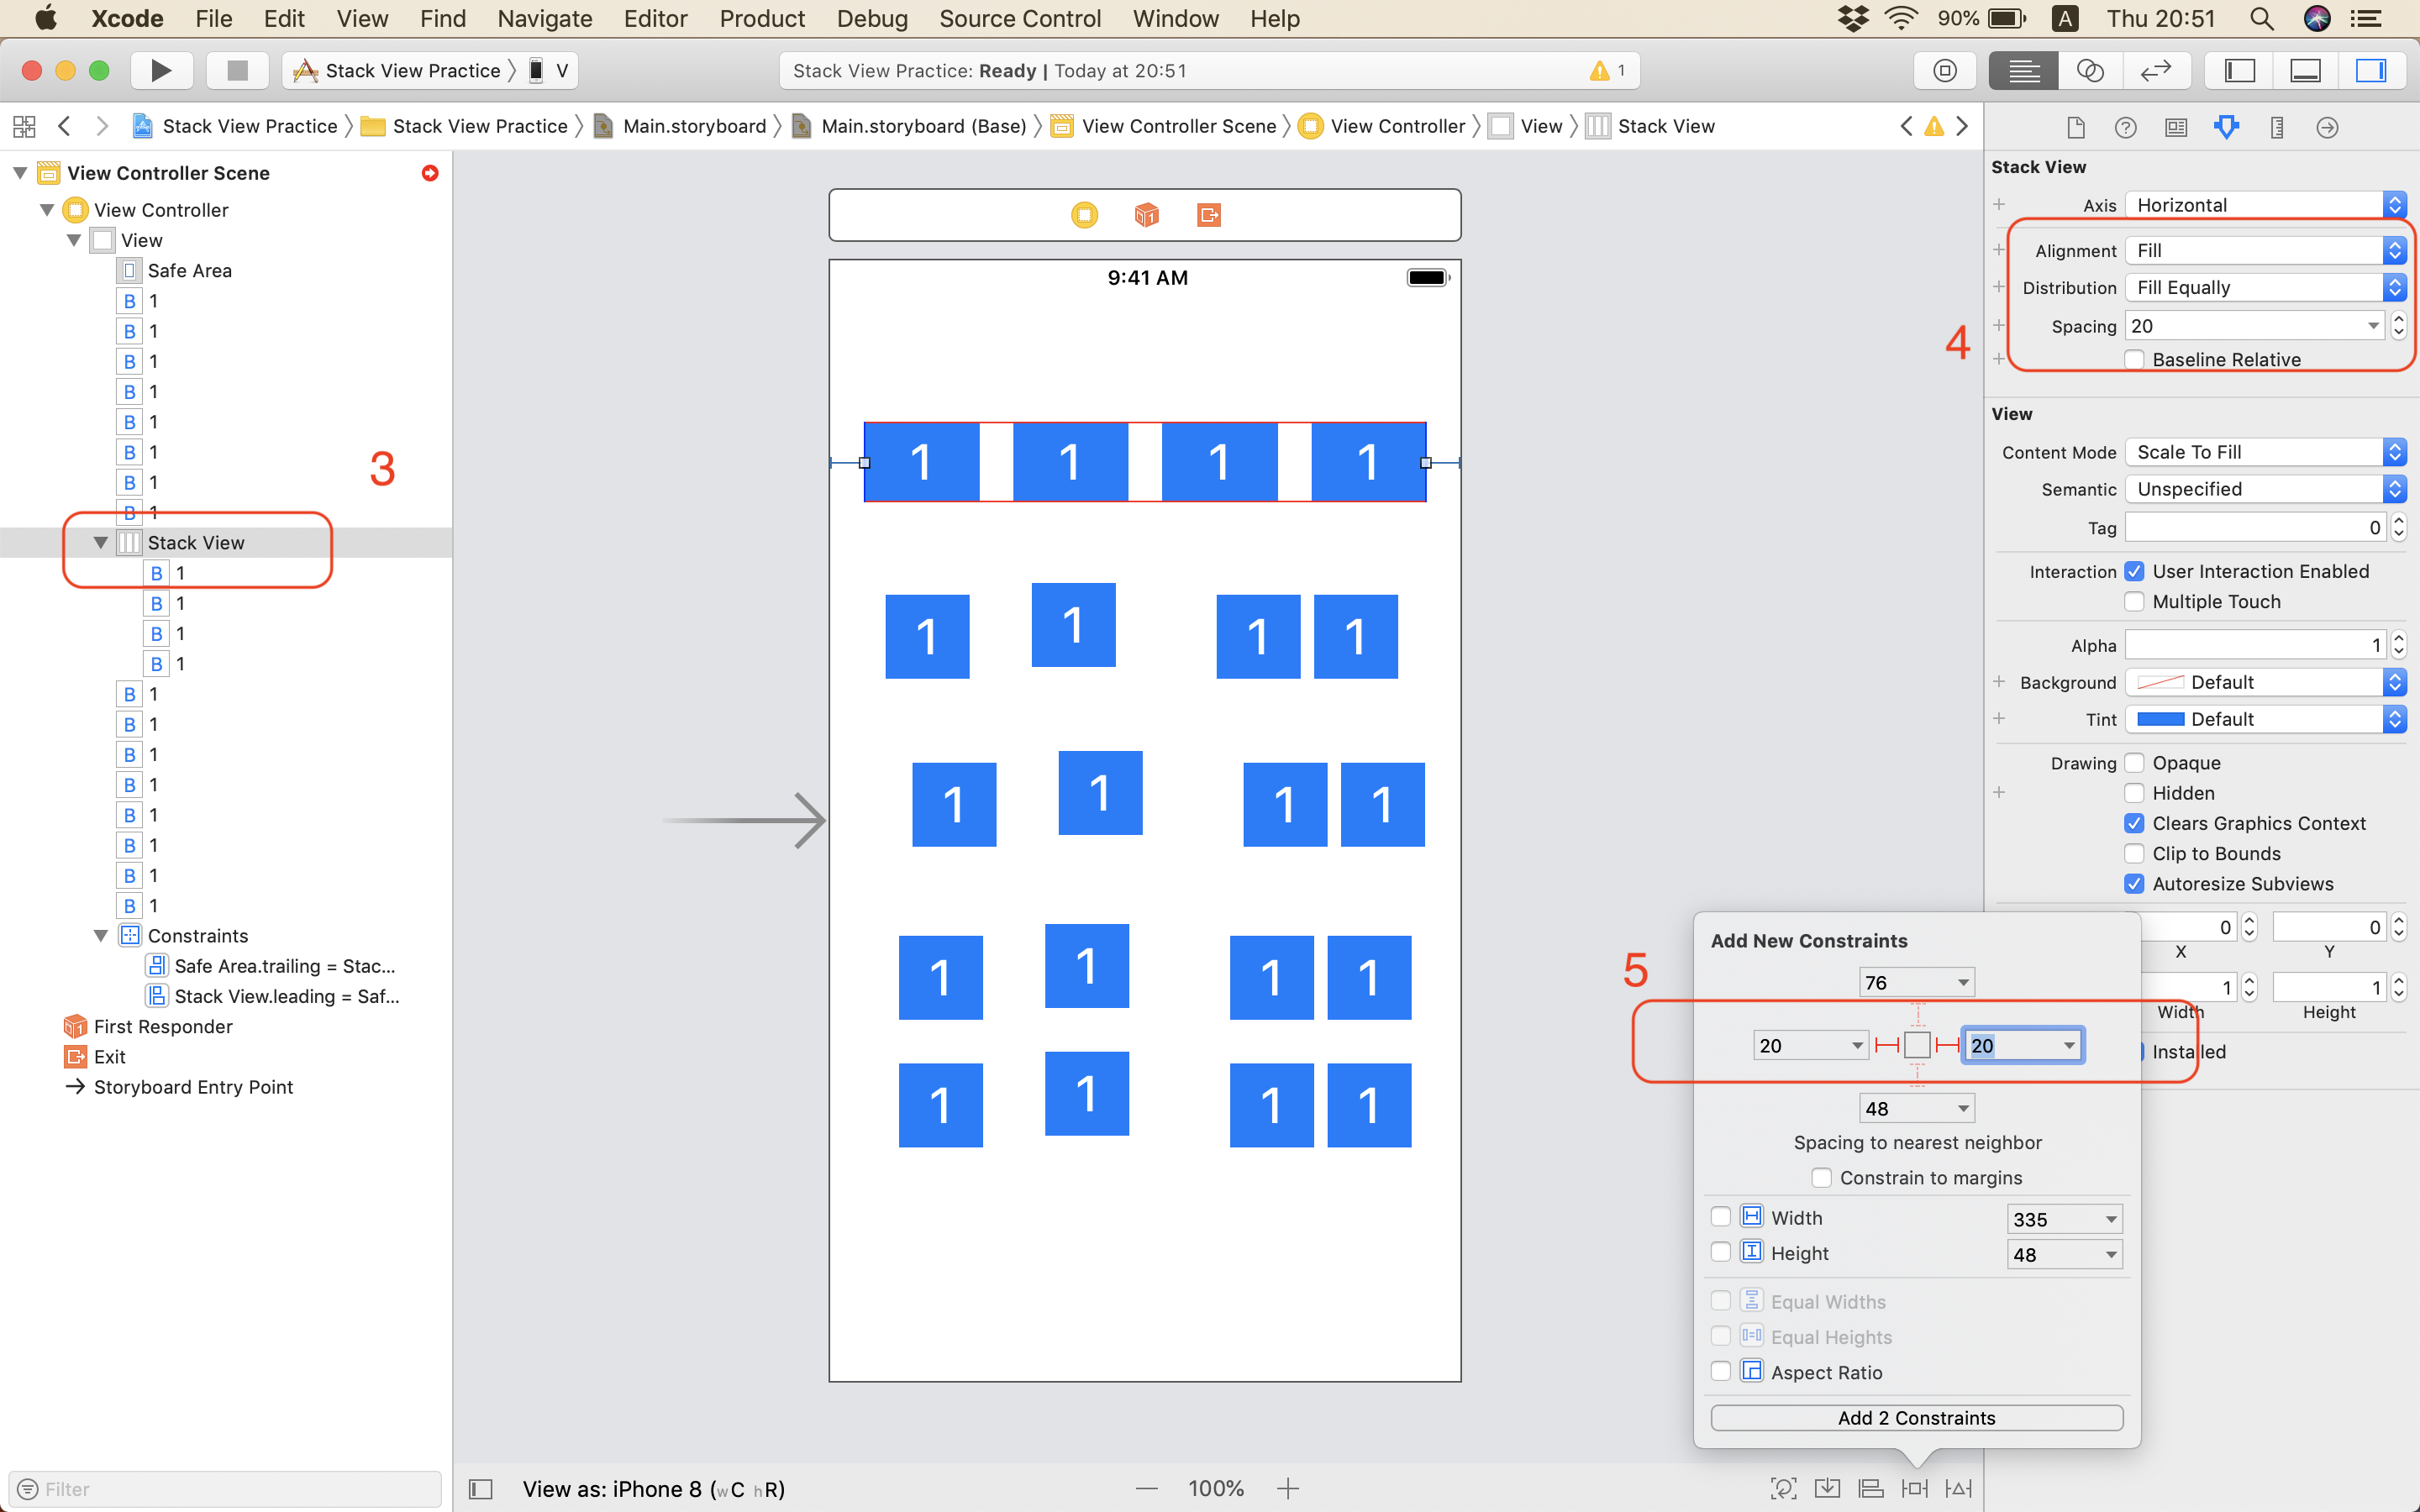 Xcode File Edit View Find Navigate Editor Product Debug Source Control Window Help 90% A Thu 20:51
Stack View Practice V
Stack View Practice: Ready | Today at 20:51 1
Stack View Practice Stack View Practice Main.storyboard Main.storyboard (Base) View Controller Scene View Controller View Stack View
View Controller Scene
View Controller
View
Safe Area
B 1
B 1
B 1
B 1
B 1
B 1
B 1
B 1
Stack View
B 1
B 1
B 1
B 1
B 1
B 1
B 1
B 1
B 1
B 1
B 1
B 1
Constraints
Safe Area.trailing = Stac...
Stack View.leading = Saf...
First Responder
Exit
Storyboard Entry Point
Filter
3
9:41 AM
1 1 1 1
1 1 1 1
1 1 1 1
1 1 1 1
1 1 1 1
View as: iPhone 8 (wC hR)
— 100% +
4
Stack View
Axis Horizontal
Alignment Fill
Distribution Fill Equally
Spacing 20
Baseline Relative
View
Content Mode Scale To Fill
Semantic Unspecified
Tag 0
Interaction User Interaction Enabled
Multiple Touch
Alpha 1
Background Default
Tint Default
Drawing Opaque
Hidden
Clears Graphics Context
Clip to Bounds
Autoresize Subviews
0 0
X Y
1 1
Width Height
Installed
5
Add New Constraints
76
20 20
48
Spacing to nearest neighbor
Constrain to margins
Width 335
Height 48
Equal Widths
Equal Heights
Aspect Ratio
Add 2 Constraints